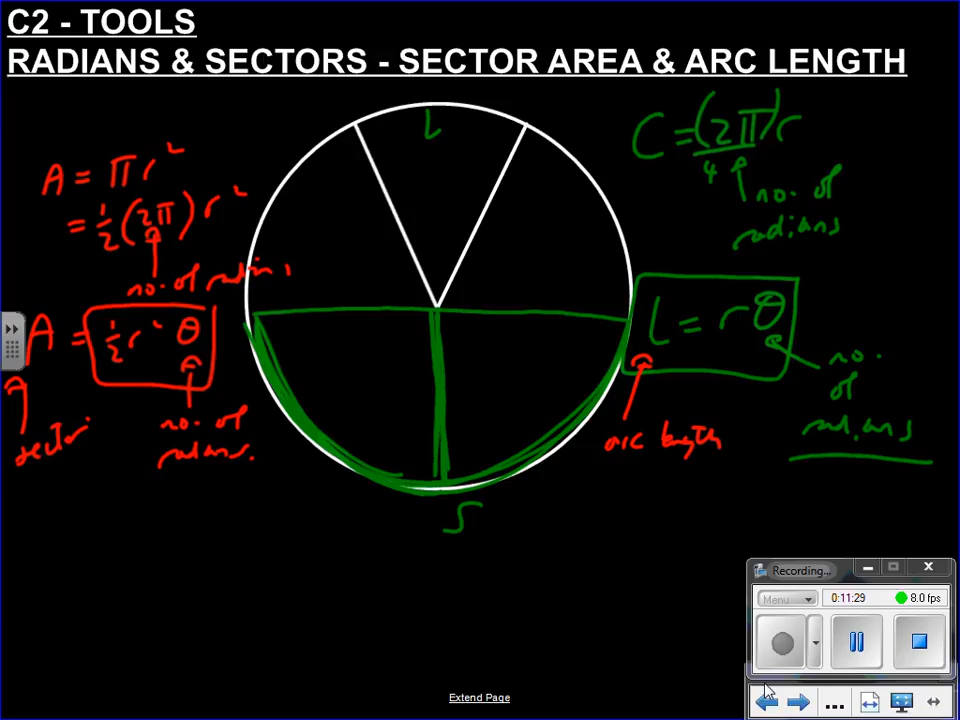 C2 - TOOLS
RADIANS & SECTORS - SECTOR AREA & ARC LENGTH
A = πr²
= ½(2π)r²
no. of radians
A = ½r²θ
sector
no. of
radians.
L
S
C = (2π)r
4
no. of
radians
L = rθ
no.
of
radians
arc length
Recording...
Menu
0:11:29
8.0 fps
Extend Page